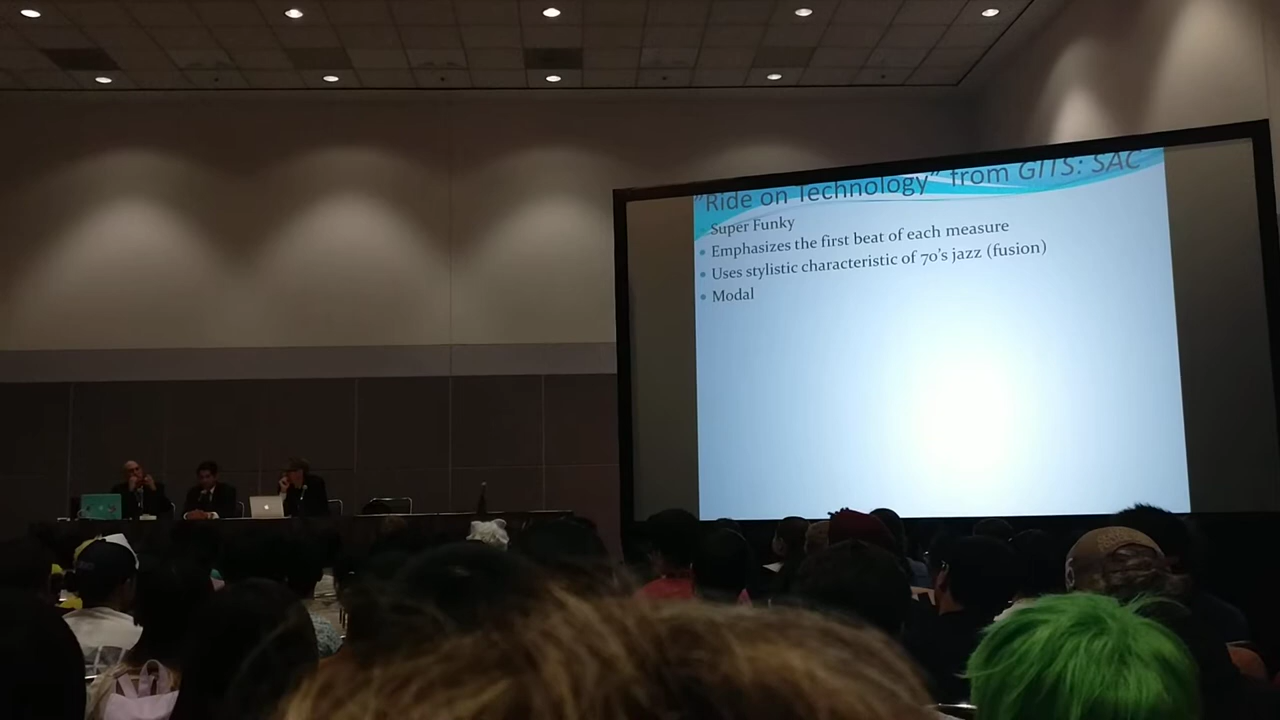 "Ride on Technology" from GITS: SAC
Super Funky
Emphasizes the first beat of each measure
Uses stylistic characteristic of 70's jazz (fusion)
Modal